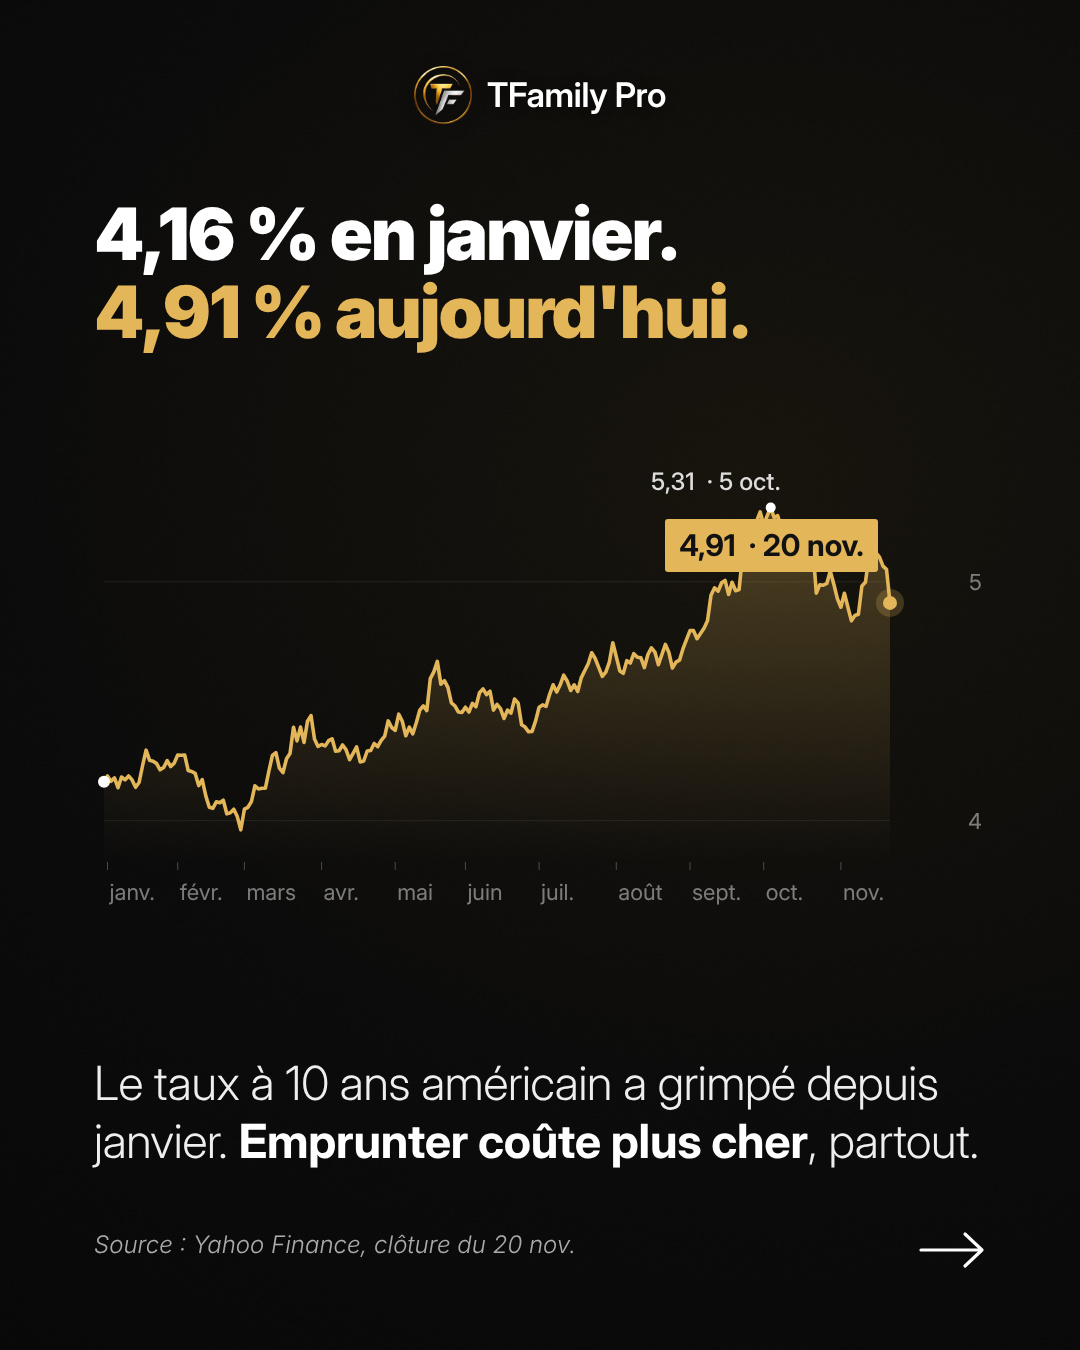 TF TFamily Pro
4,16 % en janvier.
4,91 % aujourd'hui.
5,31 · 5 oct.
4,91 · 20 nov.
5
4
janv. févr. mars avr. mai juin juil. août sept. oct. nov.
Le taux à 10 ans américain a grimpé depuis
janvier. Emprunter coûte plus cher, partout.
Source : Yahoo Finance, clôture du 20 nov.